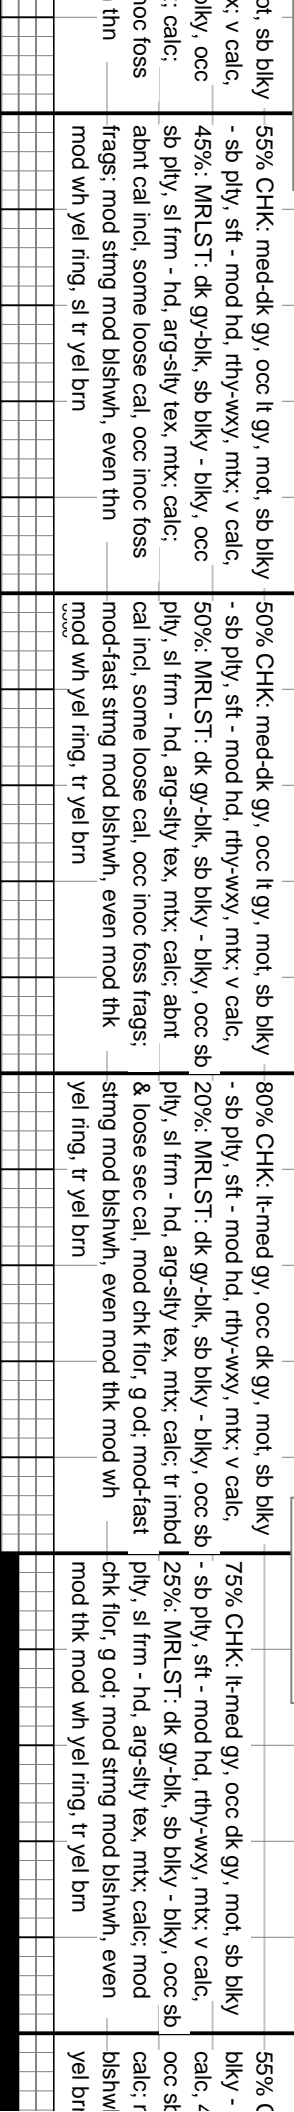 ot, sb blky
x; v calc,
blky, occ
c; calc;
noc foss
thn
55% CHK: med-dk gy, occ lt gy, mot, sb blky
- sb plty, sft - mod hd, rthy-wxy, mtx; v calc,
45%: MRLST: dk gy-blk, sb blky - blky, occ
sb plty, sl frm - hd, arg-slty tex, mtx; calc;
abnt cal incl, some loose cal, occ inoc foss
frags; mod stmg mod blshwh, even thn
mod wh yel ring, sl tr yel brn
50% CHK: med-dk gy, occ lt gy, mot, sb blky
- sb plty, sft - mod hd, rthy-wxy, mtx; v calc,
50%: MRLST: dk gy-blk, sb blky - blky, occ sb
plty, sl frm - hd, arg-slty tex, mtx; calc; abnt
cal incl, some loose cal, occ inoc foss frags;
mod-fast stmg mod blshwh, even mod thk
mod wh yel ring, tr yel brn
80% CHK: lt-med gy, occ dk gy, mot, sb blky
- sb plty, sft - mod hd, rthy-wxy, mtx; v calc,
20%: MRLST: dk gy-blk, sb blky - blky, occ sb
plty, sl frm - hd, arg-slty tex, mtx; calc; tr imbd
& loose sec cal, mod chk flor, g od; mod-fast
stmg mod blshwh, even mod thk mod wh
yel ring, tr yel brn
75% CHK: lt-med gy, occ dk gy, mot, sb blky
- sb plty, sft - mod hd, rthy-wxy, mtx; v calc,
25%: MRLST: dk gy-blk, sb blky - blky, occ sb
plty, sl frm - hd, arg-slty tex, mtx; calc; mod
chk flor, g od; mod stmg mod blshwh, even
mod thk mod wh yel ring, tr yel brn
55% C
blky -
calc, 4
occ sb
calc; r
blshw
yel brn